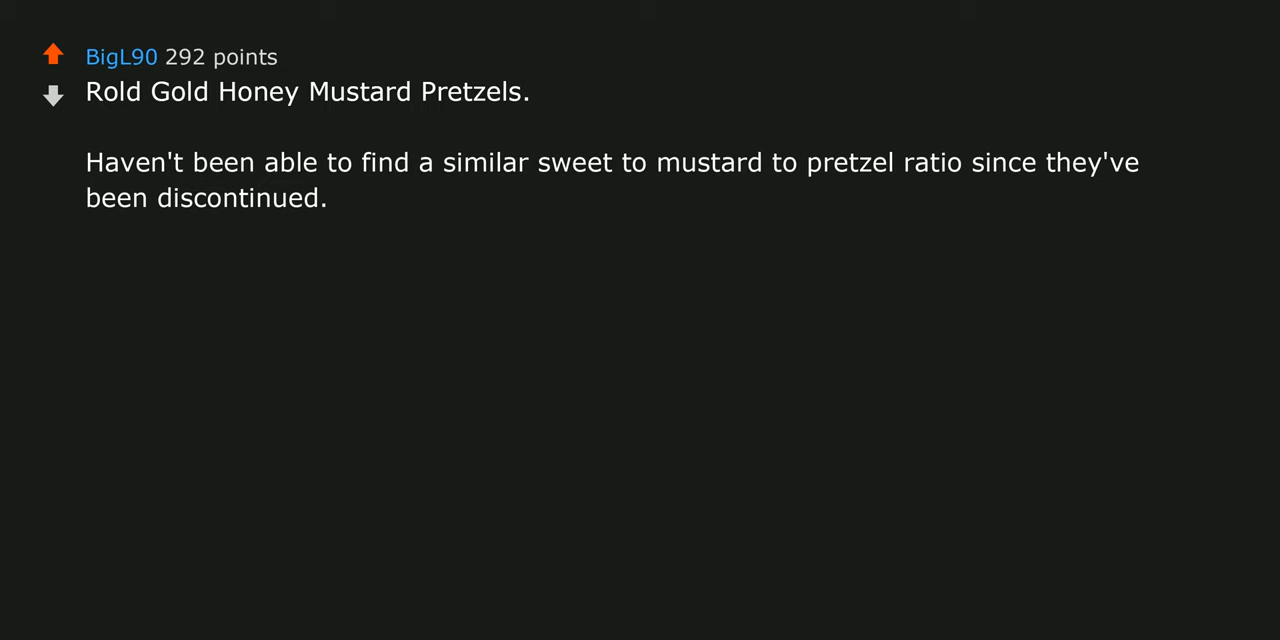 BigL90 292 points
Rold Gold Honey Mustard Pretzels.
Haven't been able to find a similar sweet to mustard to pretzel ratio since they've
been discontinued.